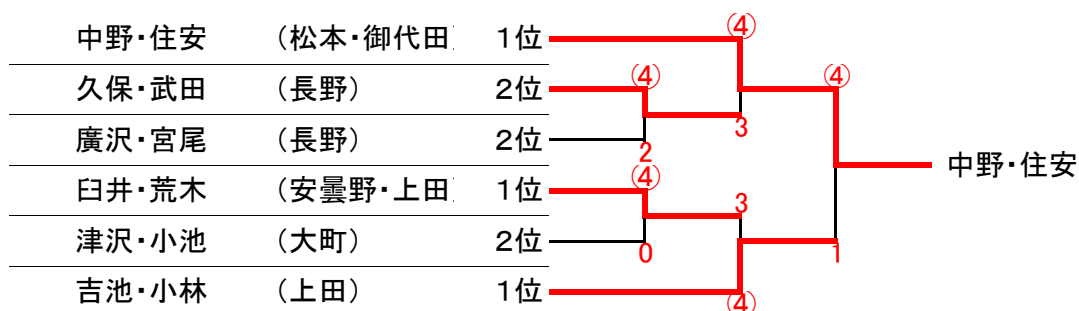 中野・住安 （松本・御代田） 1位
久保・武田 （長野） 2位
廣沢・宮尾 （長野） 2位
臼井・荒木 （安曇野・上田） 1位
津沢・小池 （大町） 2位
吉池・小林 （上田） 1位
④
④
④
3
2
④
3
0
1
④
中野・住安